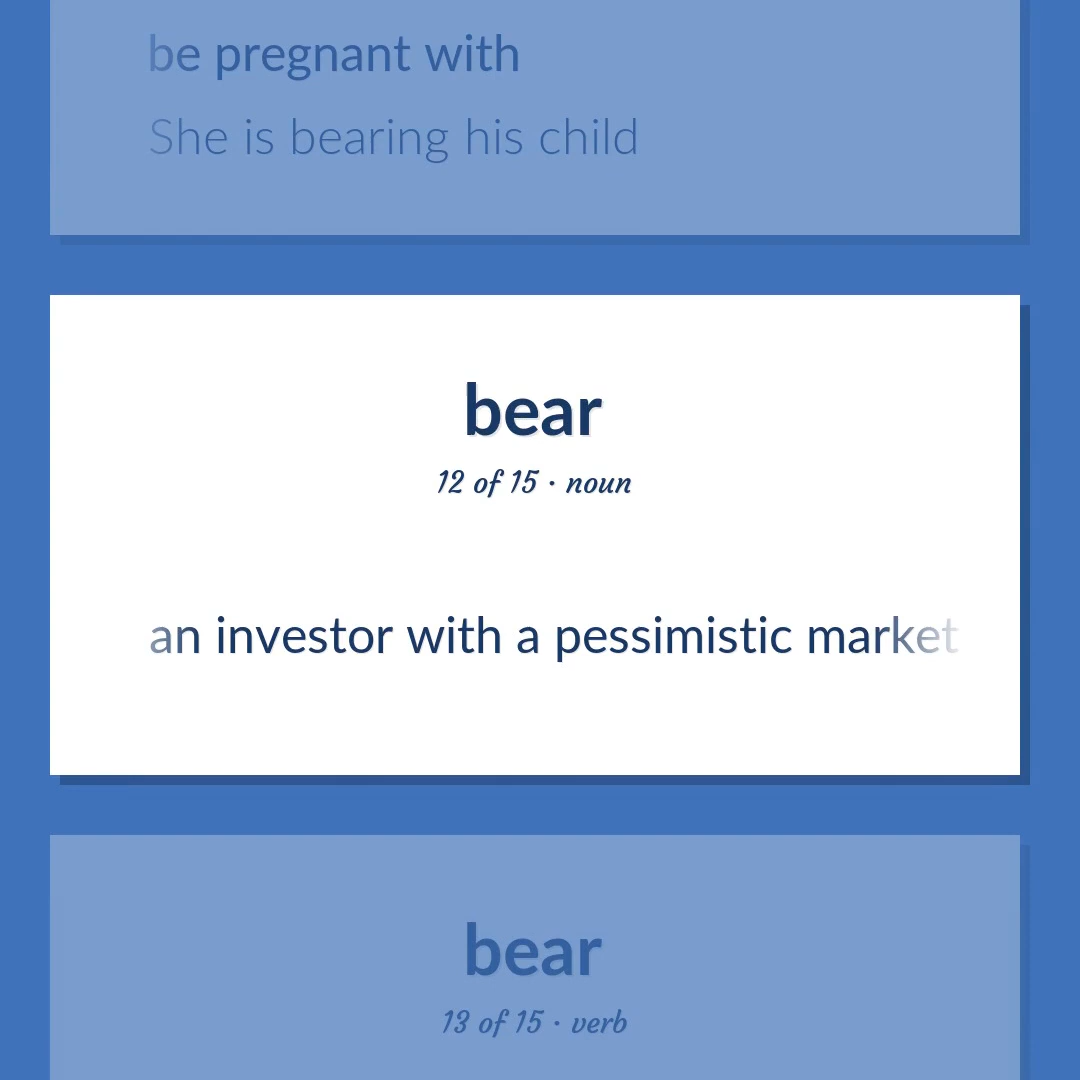 be pregnant with
She is bearing his child
bear
12 of 15 · noun
an investor with a pessimistic market
bear
13 of 15 · verb